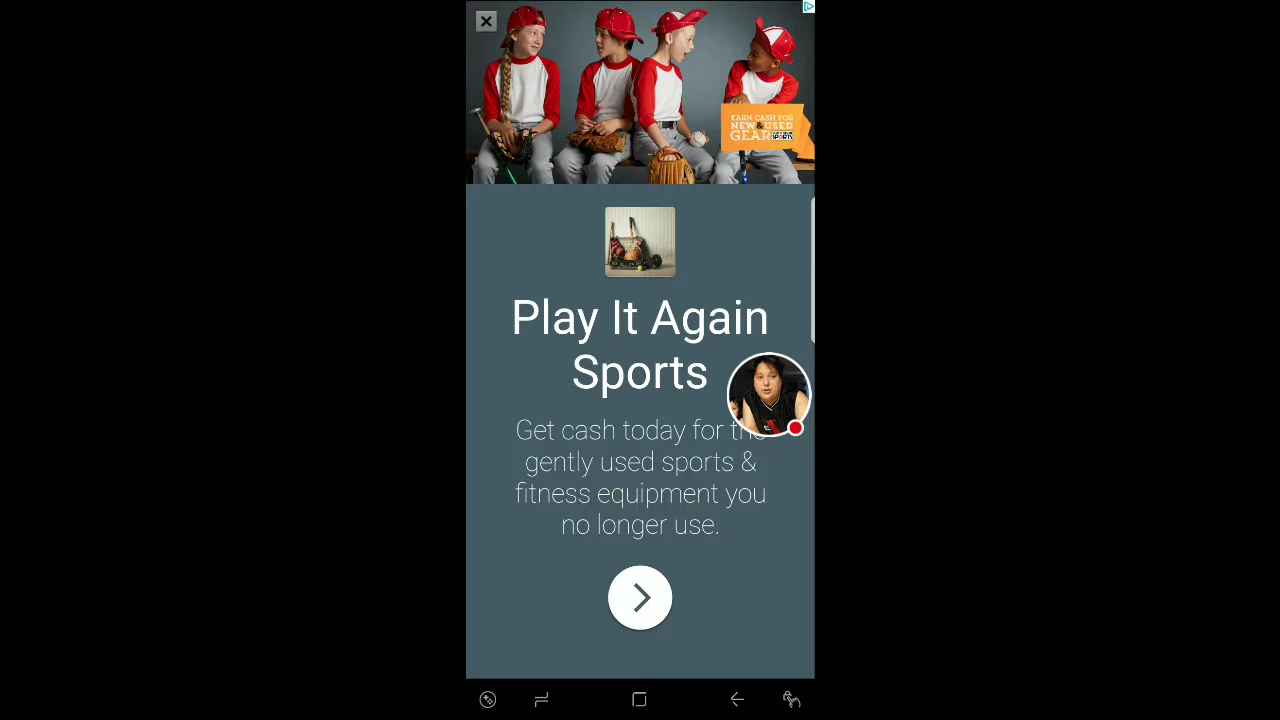 EARN CASH FOR
NEW & USED
GEAR
SPORTS
Play It Again
Sports
Get cash today for the
gently used sports &
fitness equipment you
no longer use.